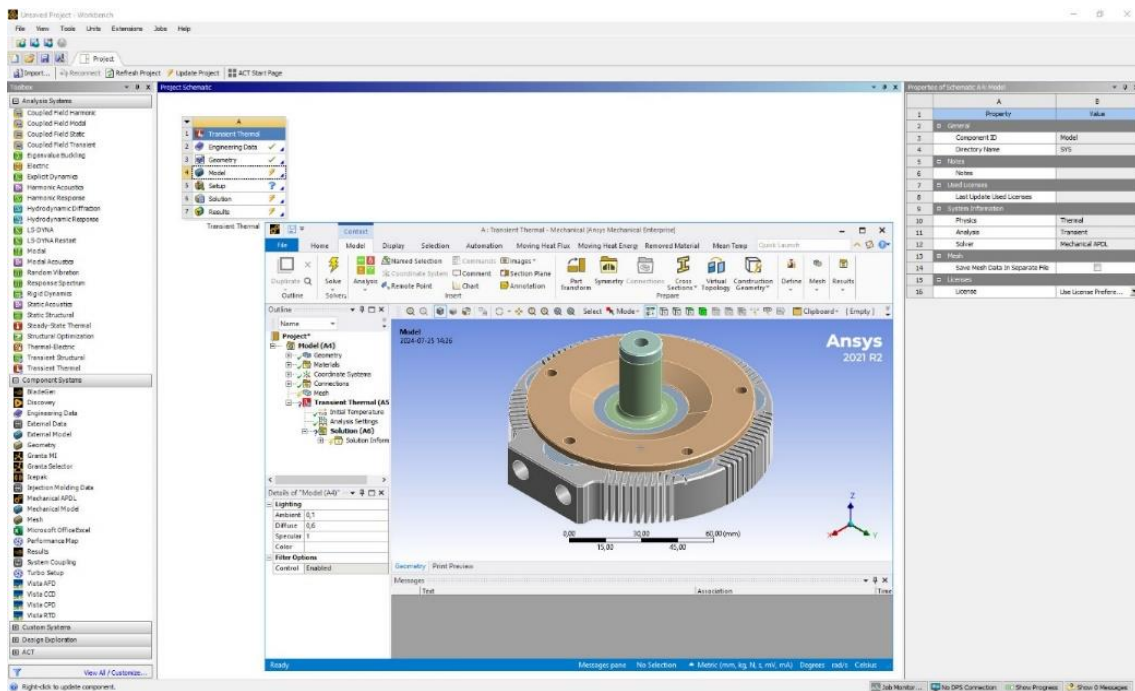 Unsaved Project - Workbench
File View Tools Units Extensions Jobs Help
Project
Import... Reconnect Refresh Project Update Project ACT Start Page
Toolbox
Analysis Systems
Coupled Field Harmonic
Coupled Field Modal
Coupled Field Static
Coupled Field Transient
Eigenvalue Buckling
Electric
Explicit Dynamics
Harmonic Acoustics
Harmonic Response
Hydrodynamic Diffraction
Hydrodynamic Response
LS-DYNA
LS-DYNA Restart
Modal
Modal Acoustics
Random Vibration
Response Spectrum
Rigid Dynamics
Static Acoustics
Static Structural
Steady-State Thermal
Structural Optimization
Thermal-Electric
Transient Structural
Transient Thermal
Component Systems
BladeGen
Discovery
Engineering Data
External Data
External Model
Geometry
Granta MI
Granta Selector
Icepak
Injection Molding Data
Mechanical APDL
Mechanical Model
Mesh
Microsoft Office Excel
Performance Map
Results
System Coupling
Turbo Setup
Vista AFD
Vista CCD
Vista CPD
Vista RTD
Custom Systems
Design Exploration
ACT
View All / Customize...
Project Schematic
A
1 Transient Thermal
2 Engineering Data
3 Geometry
4 Model
5 Setup
6 Solution
7 Results
Transient Thermal
Context
A : Transient Thermal - Mechanical [Ansys Mechanical Enterprise]
File Home Model Display Selection Automation Moving Heat Flux Moving Heat Energy Removed Material Mean Temp Quick Launch
Duplicate
Outline
Solve
Solvers
Analysis
Named Selection Commands Images
Coordinate System Comment Section Plane
Remote Point Chart Annotation
Insert
Part Transform
Symmetry
Connections
Cross Sections
Virtual Topology
Construction Geometry
Prepare
Define
Mesh
Results
Outline
Name
Project*
Model (A4)
Geometry
Materials
Coordinate Systems
Connections
Mesh
Transient Thermal (A5
Initial Temperature
Analysis Settings
Solution (A6)
Solution Inform
Details of "Model (A4)"
Lighting
Ambient 0,1
Diffuse 0,6
Specular 1
Color
Filter Options
Control Enabled
Select Mode Clipboard [Empty]
Model
2024-07-25 14:26
Ansys
2021 R2
Z
X
Y
0,00 30,00 60,00 (mm)
15,00 45,00
Geometry Print Preview
Messages
Text Association Time
Ready Messages pane No Selection Metric (mm, kg, N, s, mV, mA) Degrees rad/s Celsius
Properties of Schematic A4: Model
A B
1 Property Value
2 General
3 Component ID Model
4 Directory Name SYS
5 Notes
6 Notes
7 Used Licenses
8 Last Update Used Licenses
9 System Information
10 Physics Thermal
11 Analysis Transient
12 Solver Mechanical APDL
13 Mesh
14 Save Mesh Data In Separate File
15 Licenses
16 License Use License Prefere...
Right-click to update component.
Job Monitor... No DPS Connection Show Progress Show 0 Messages